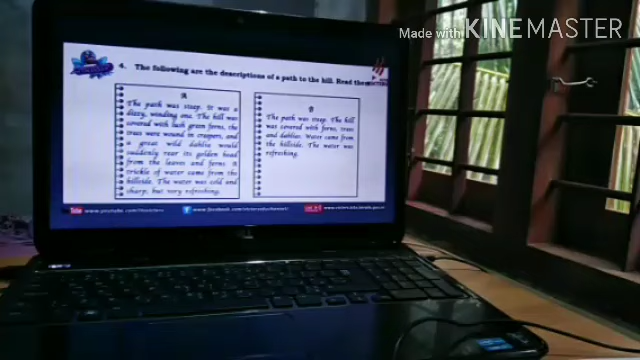 Made with KINEMASTER
4. The following are the descriptions of a path to the hill. Read the
A
The path was steep. It was a
dizzy, winding one. The hill was
covered with lush green ferns, the
trees were wound in creepers, and
a great wild dahlia would
suddenly rear its golden head
from the leaves and ferns. A
trickle of water came from the
hillside. The water was cold and
sharp, but very refreshing.
B
The path was steep. The hill
was covered with ferns, trees
and dahlias. Water came from
the hillside. The water was
refreshing.